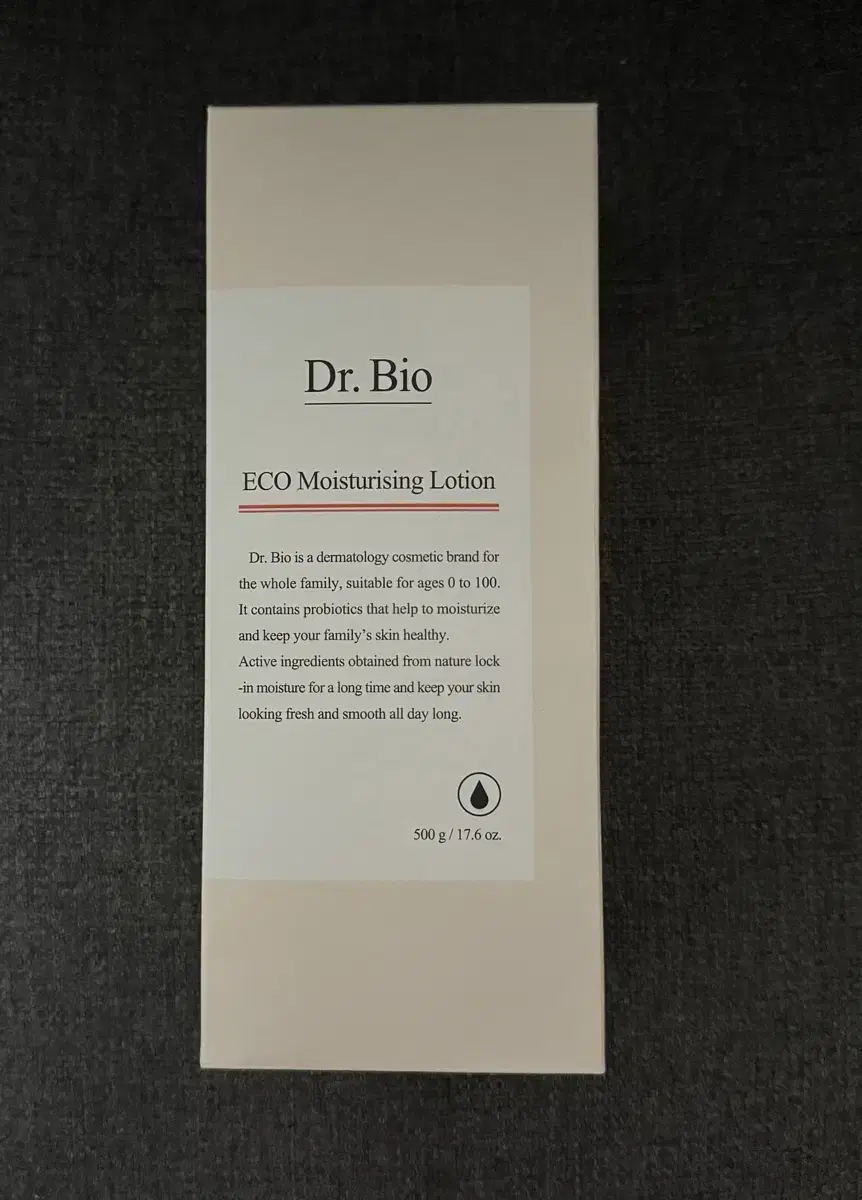 Dr. Bio
ECO Moisturising Lotion
Dr. Bio is a dermatology cosmetic brand for
the whole family, suitable for ages 0 to 100.
It contains probiotics that help to moisturize
and keep your family's skin healthy.
Active ingredients obtained from nature lock
-in moisture for a long time and keep your skin
looking fresh and smooth all day long.
500 g / 17.6 oz.